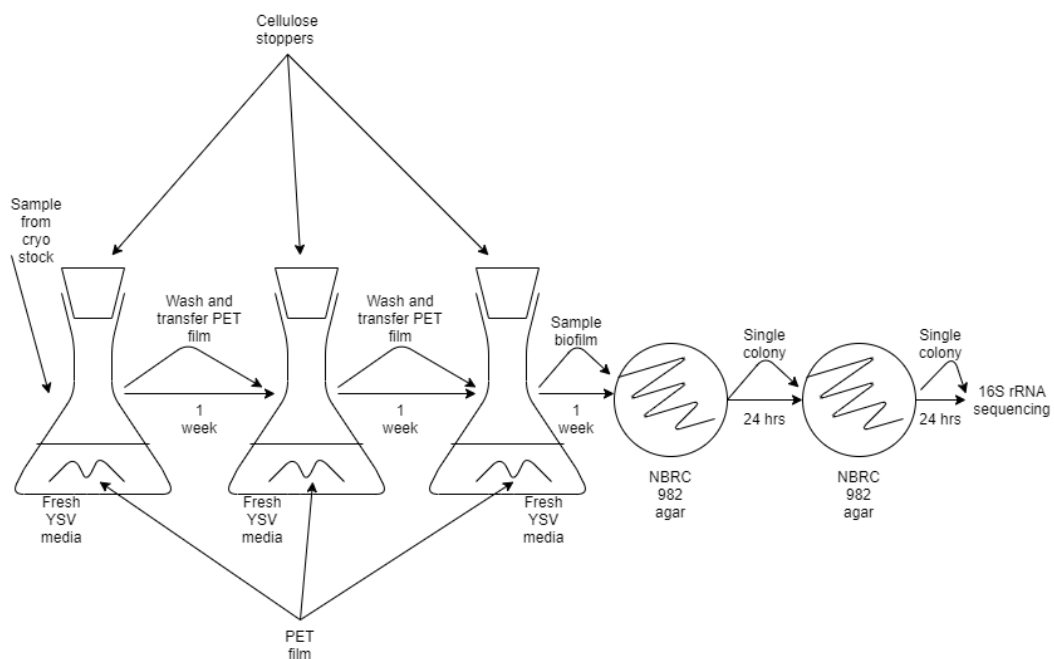 Cellulose
stoppers
Sample
from
cryo
stock
Wash and
transfer PET
film
1
week
Wash and
transfer PET
film
1
week
Sample
biofilm
1
week
Single
colony
24 hrs
Single
colony
24 hrs
16S rRNA
sequencing
Fresh
YSV
media
Fresh
YSV
media
Fresh
YSV
media
NBRC
982
agar
NBRC
982
agar
PET
film